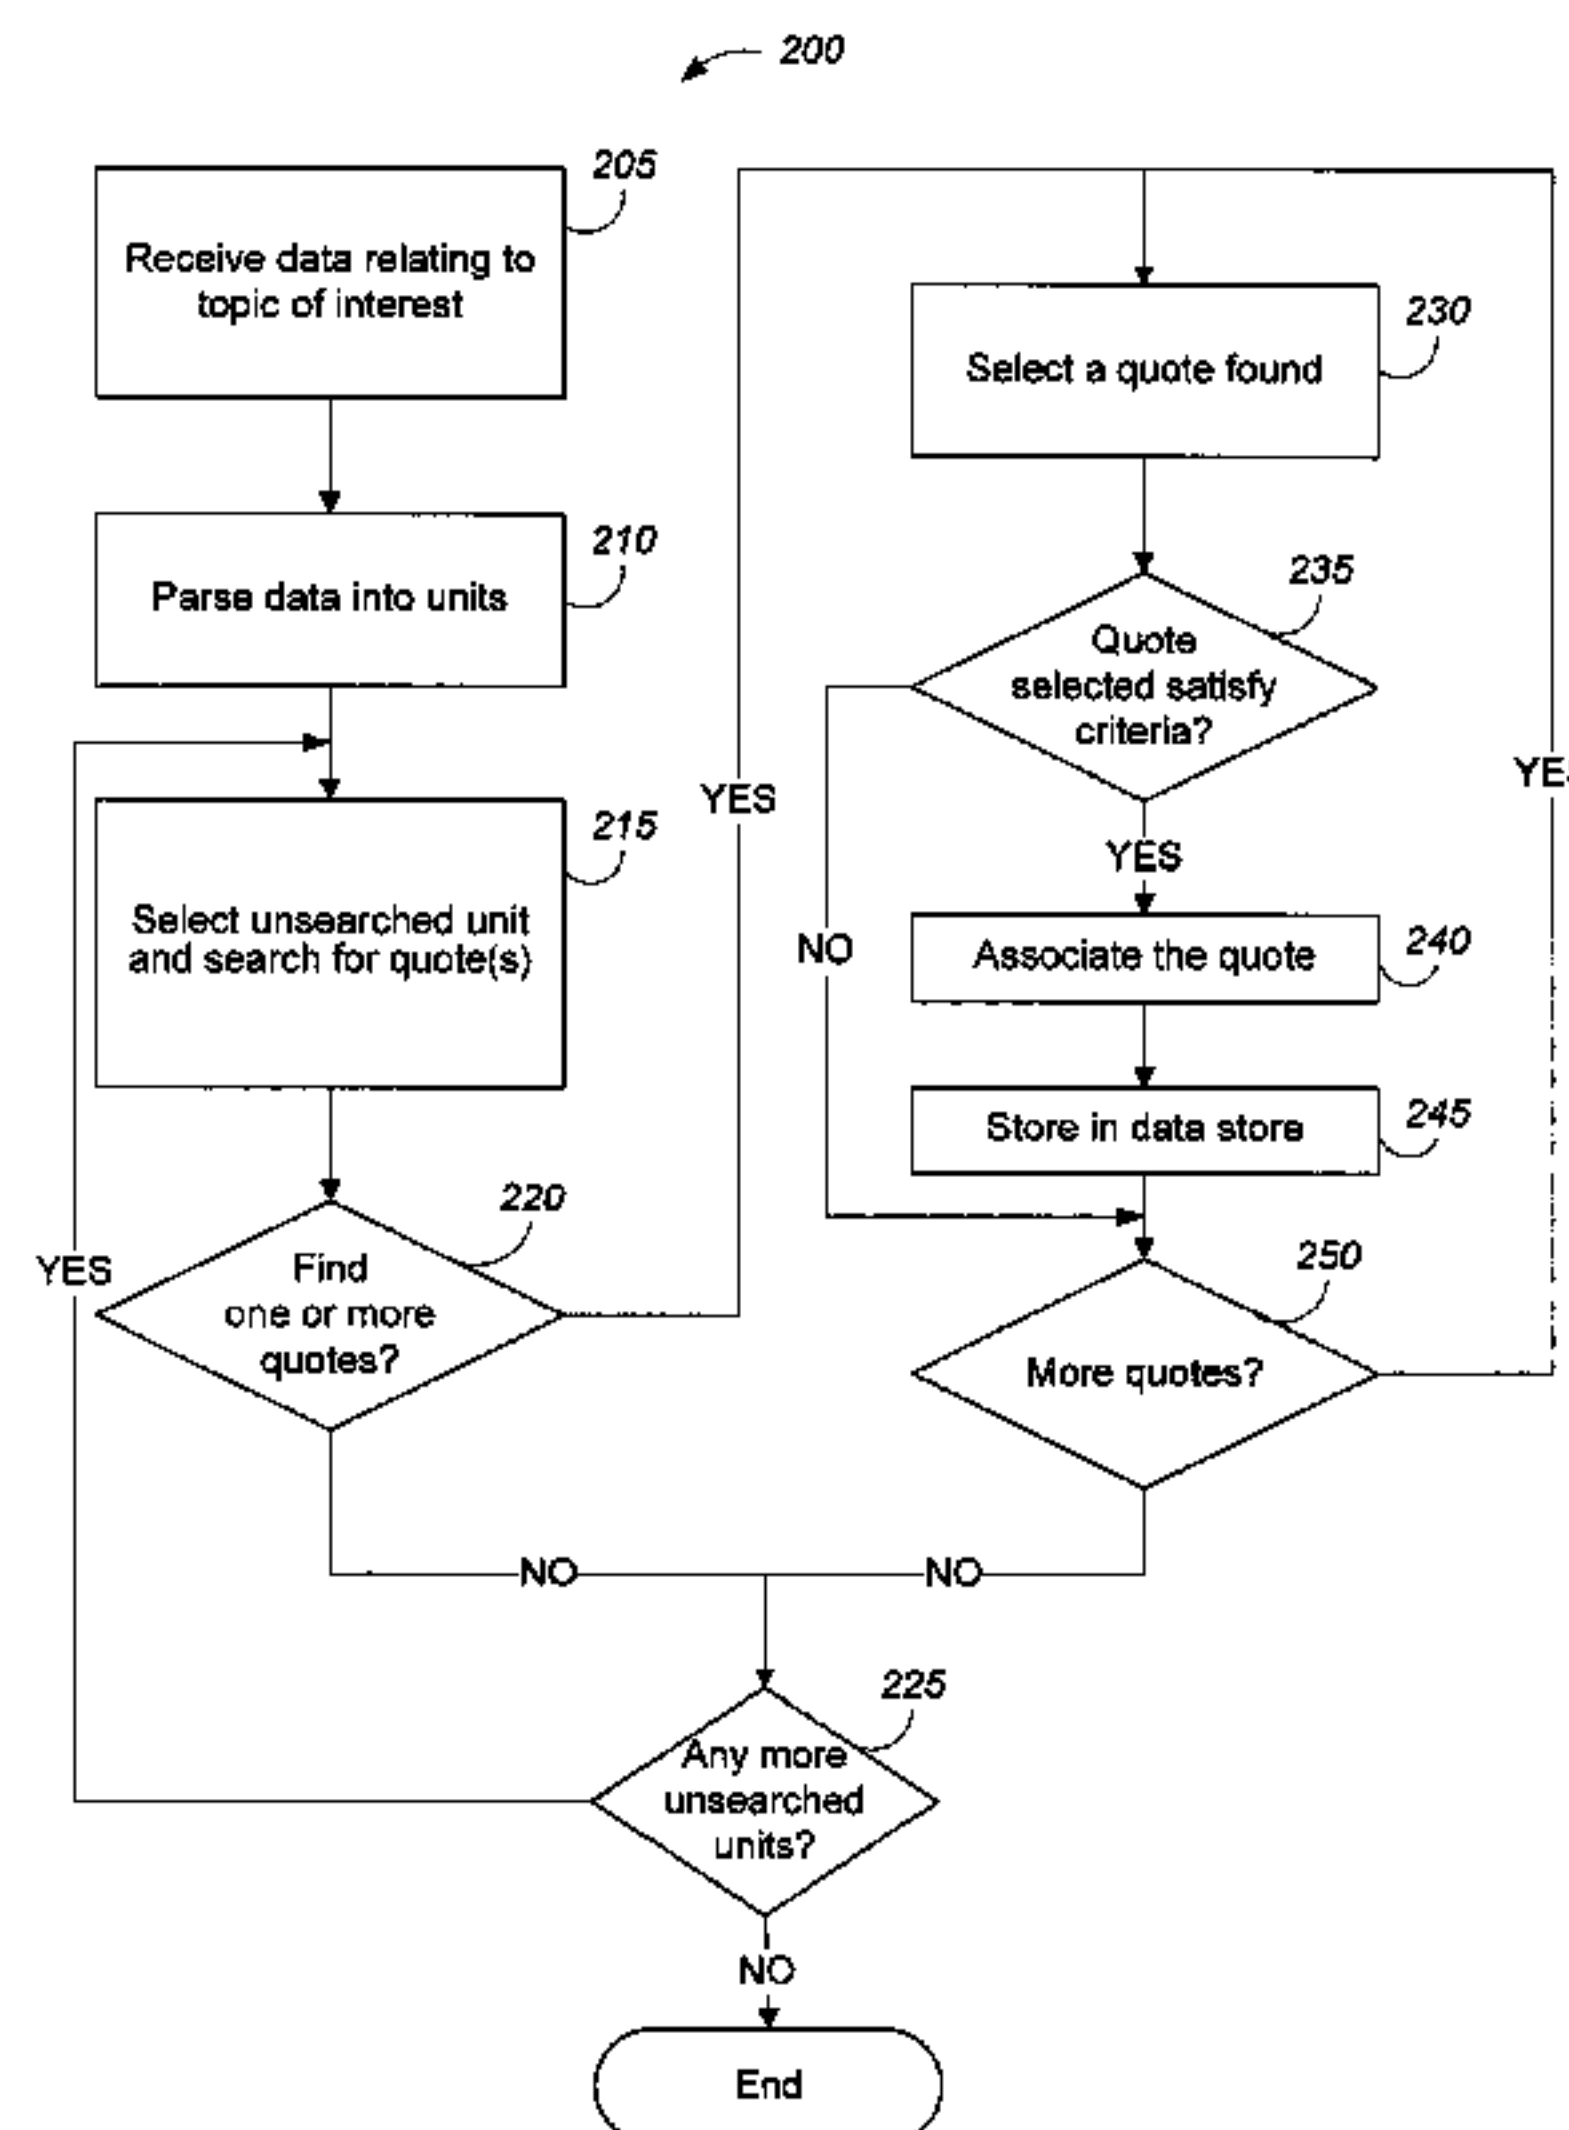 200
205
Receive data relating to
topic of interest
210
Parse data into units
215
Select unsearched unit
and search for quote(s)
220
Find
one or more
quotes?
YES
YES
230
Select a quote found
235
Quote
selected satisfy
criteria?
YES
NO
240
Associate the quote
245
Store in data store
250
More quotes?
YES
NO
NO
225
Any more
unsearched
units?
NO
End